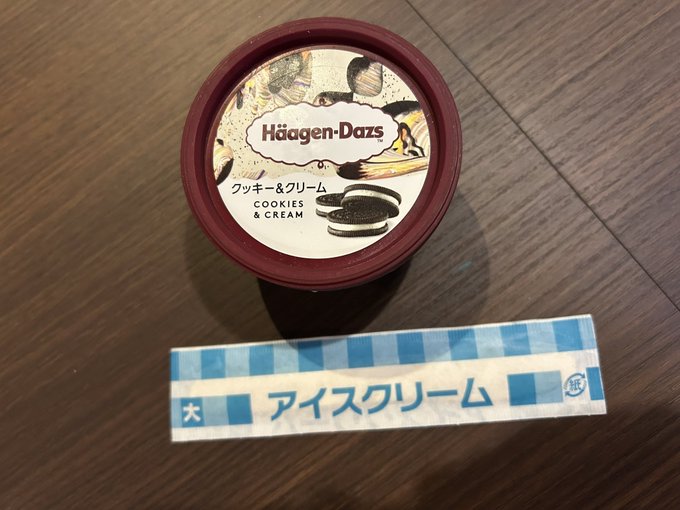 Häagen-Dazs™
クッキー&クリーム
COOKIES
& CREAM
大 アイスクリーム 紙